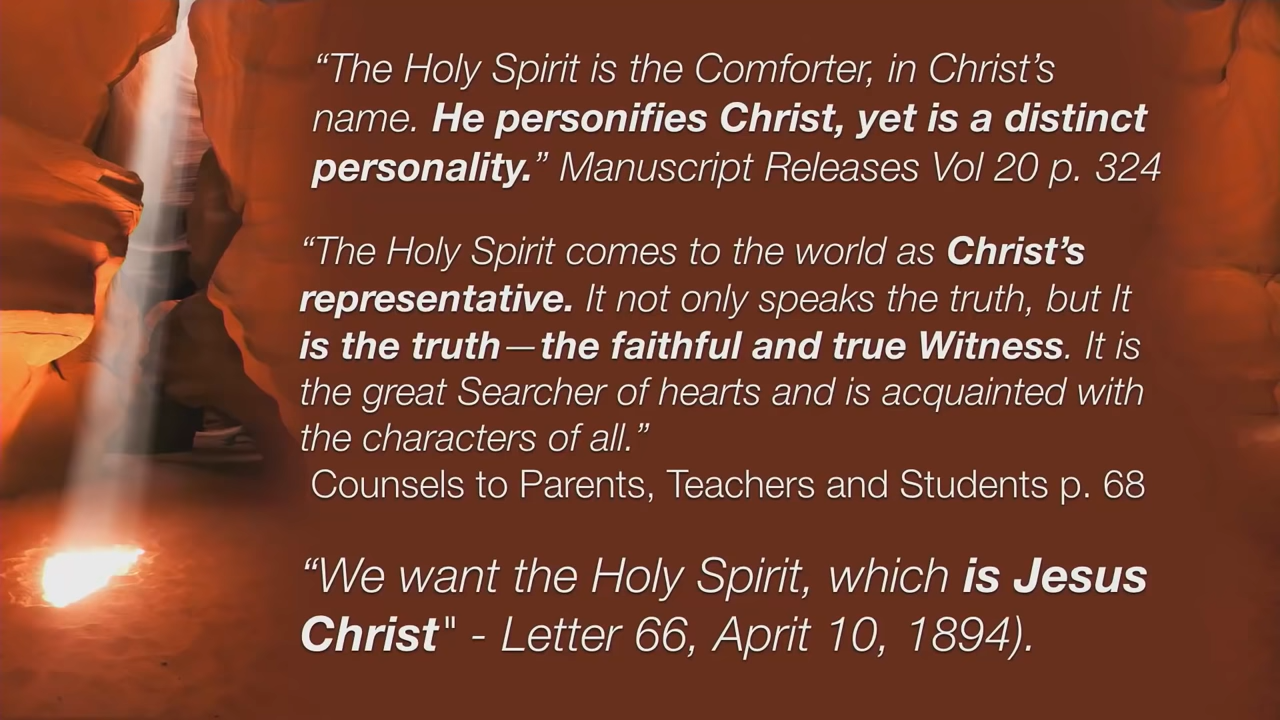 “The Holy Spirit is the Comforter, in Christ’s
name. He personifies Christ, yet is a distinct
personality.” Manuscript Releases Vol 20 p. 324
“The Holy Spirit comes to the world as Christ’s
representative. It not only speaks the truth, but It
is the truth—the faithful and true Witness. It is
the great Searcher of hearts and is acquainted with
the characters of all.”
Counsels to Parents, Teachers and Students p. 68
“We want the Holy Spirit, which is Jesus
Christ" - Letter 66, Aprit 10, 1894).